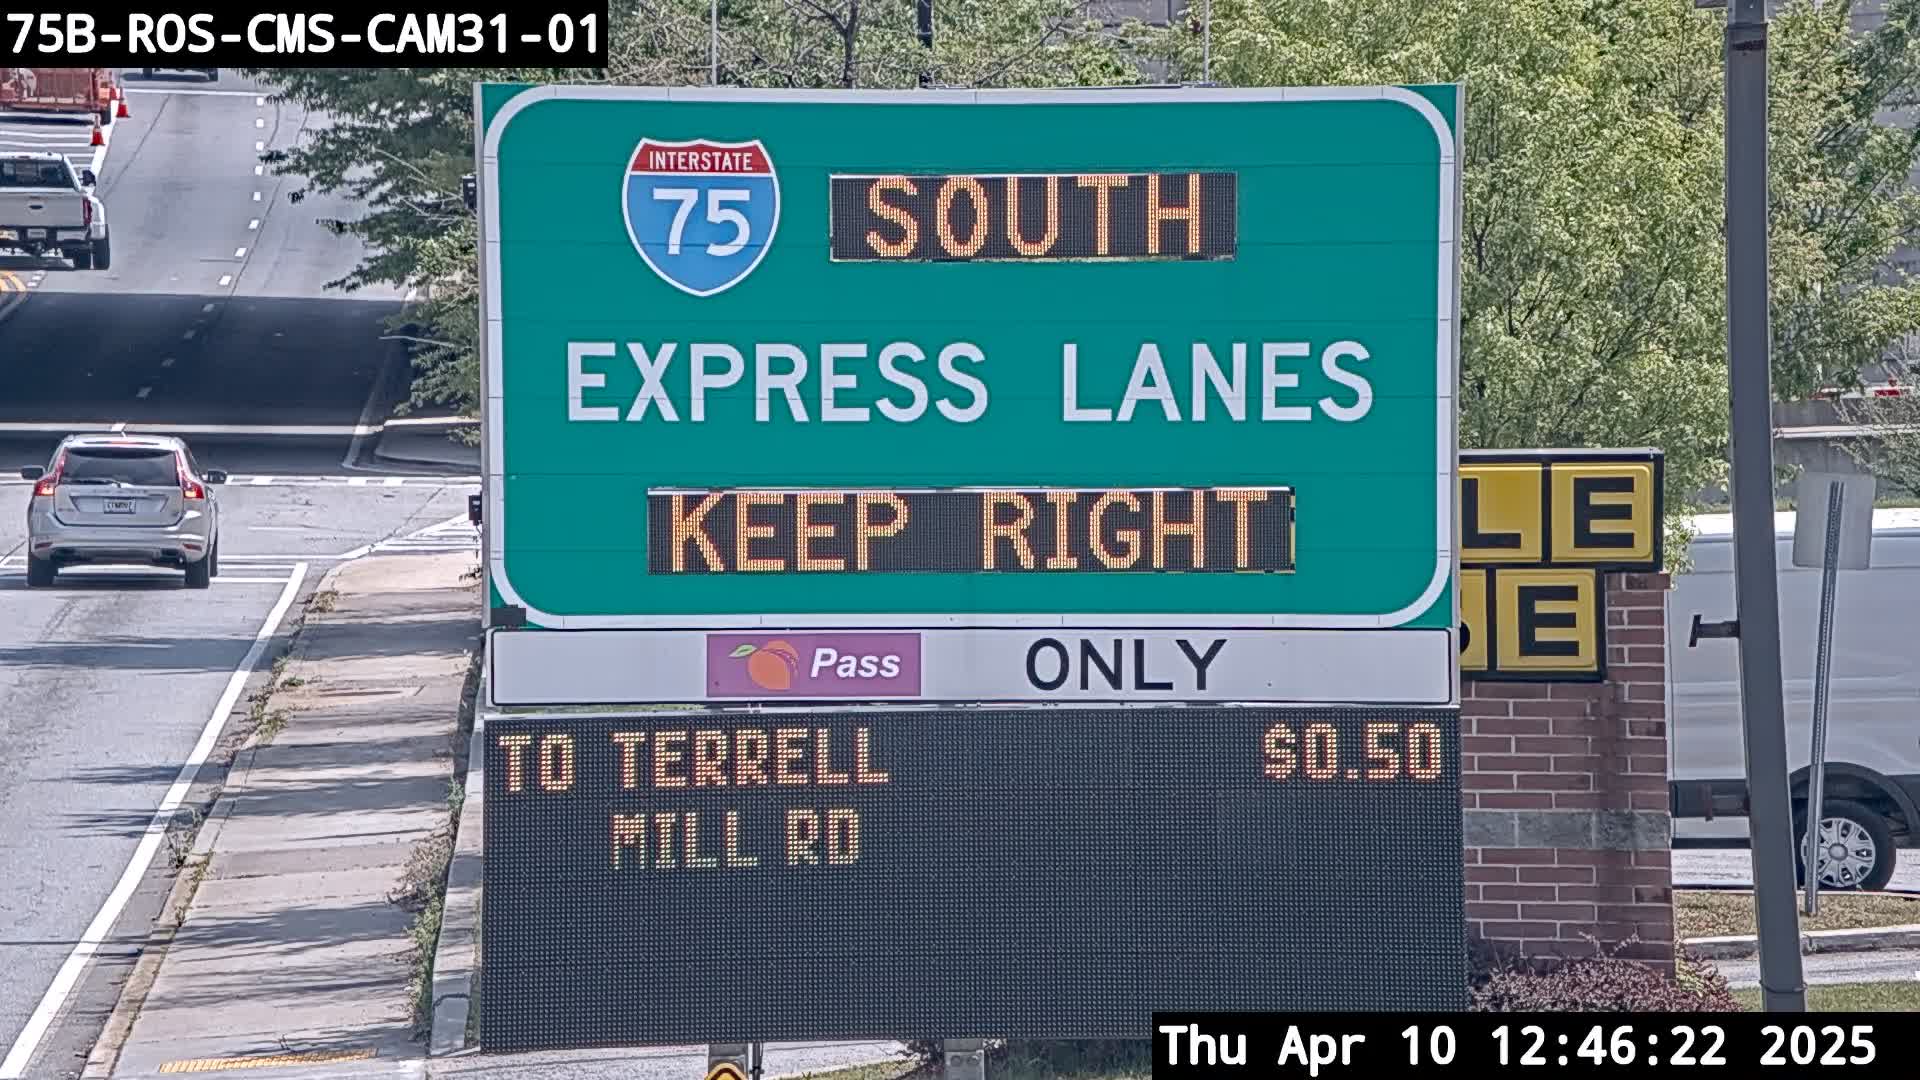 75B-ROS-CMS-CAM31-01
INTERSTATE
75
SOUTH
EXPRESS LANES
KEEP RIGHT
Pass ONLY
TO TERRELL $0.50
MILL RD
LE
E
Thu Apr 10 12:46:22 2025